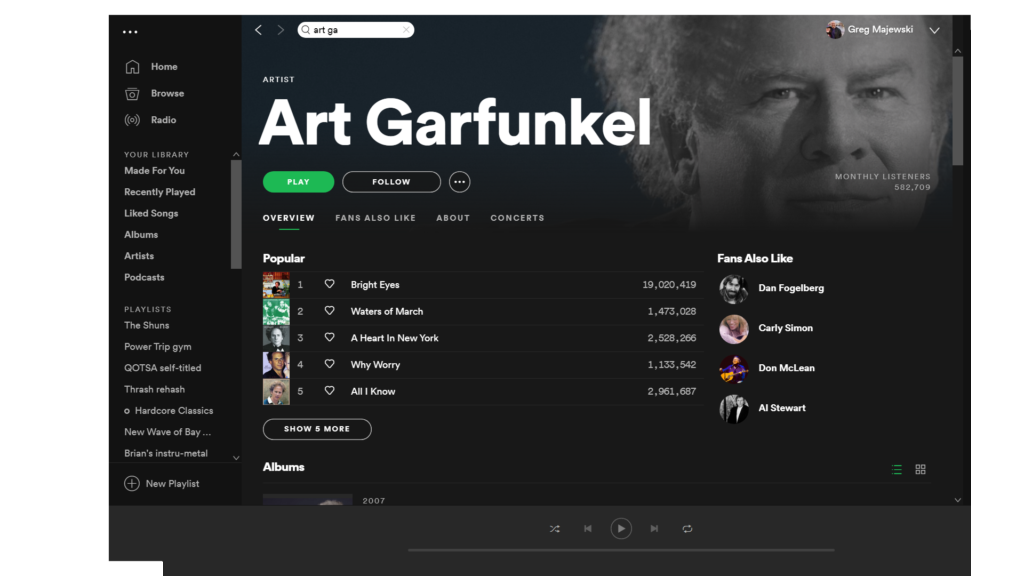 art ga
Greg Majewski
Home
Browse
Radio
YOUR LIBRARY
Made For You
Recently Played
Liked Songs
Albums
Artists
Podcasts
PLAYLISTS
The Shuns
Power Trip gym
QOTSA self-titled
Thrash rehash
Hardcore Classics
New Wave of Bay ...
Brian's instru-metal
New Playlist
ARTIST
Art Garfunkel
PLAY
FOLLOW
MONTHLY LISTENERS
582,709
OVERVIEW FANS ALSO LIKE ABOUT CONCERTS
Popular
1 Bright Eyes 19,020,419
2 Waters of March 1,473,028
3 A Heart In New York 2,528,266
4 Why Worry 1,133,542
5 All I Know 2,961,687
SHOW 5 MORE
Fans Also Like
Dan Fogelberg
Carly Simon
Don McLean
Al Stewart
Albums
2007